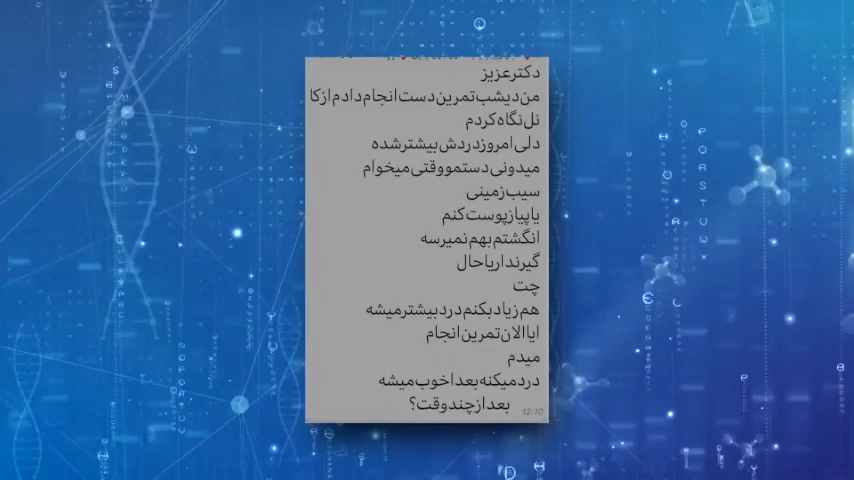 دکترعزیز
من‌دیشب‌تمرین‌دست‌انجام‌دادم‌ازکا
نل‌نگاه‌کردم
دلی‌امروزدردش‌بیشترشده
میدونی‌دستمووقتی‌میخوام
سیب‌زمینی
یاپیازپوست‌کنم
انگشتم‌بهم‌نمیرسه
گیرنداریاحال
چت
هم‌زیادبکنم‌دردبیشترمیشه
ایاالان‌تمرین‌انجام
میدم
دردمیکنه‌بعداخوب‌میشه
بعدازچندوقت؟
12:10